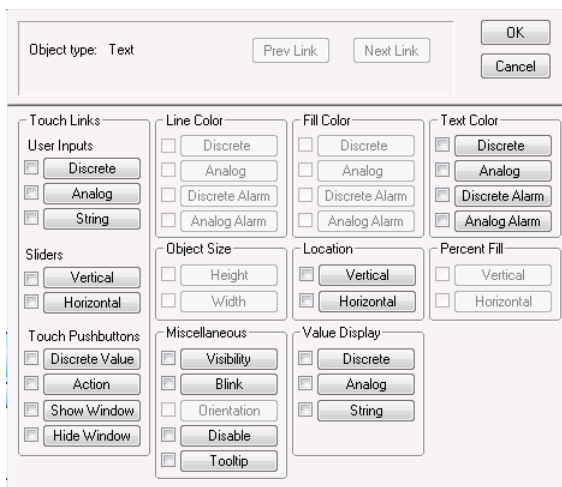 Object type: Text
Prev Link
Next Link
OK
Cancel
Touch Links
User Inputs
Discrete
Analog
String
Sliders
Vertical
Horizontal
Touch Pushbuttons
Discrete Value
Action
Show Window
Hide Window
Line Color
Discrete
Analog
Discrete Alarm
Analog Alarm
Fill Color
Discrete
Analog
Discrete Alarm
Analog Alarm
Text Color
Discrete
Analog
Discrete Alarm
Analog Alarm
Object Size
Height
Width
Location
Vertical
Horizontal
Percent Fill
Vertical
Horizontal
Miscellaneous
Visibility
Blink
Orientation
Disable
Tooltip
Value Display
Discrete
Analog
String